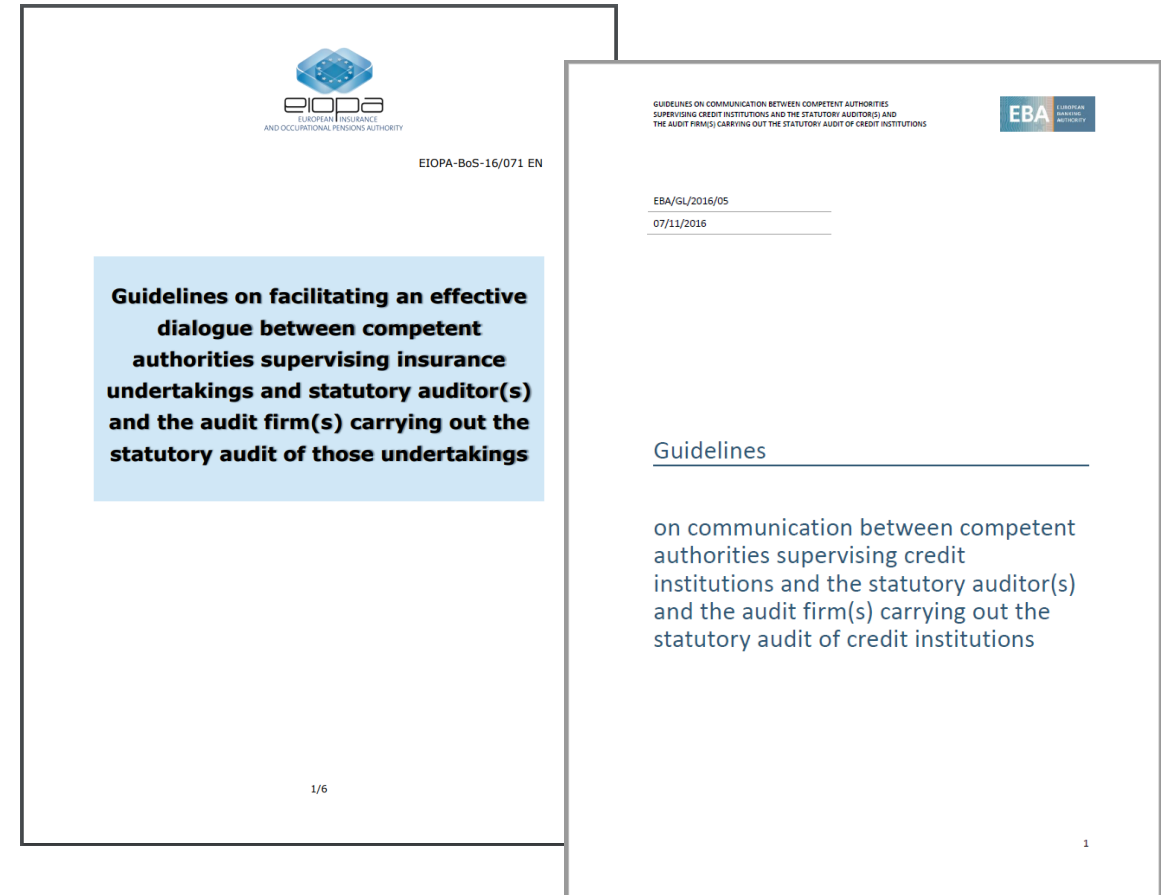 eiopa
EUROPEAN INSURANCE
AND OCCUPATIONAL PENSIONS AUTHORITY
EIOPA-BoS-16/071 EN
Guidelines on facilitating an effective
dialogue between competent
authorities supervising insurance
undertakings and statutory auditor(s)
and the audit firm(s) carrying out the
statutory audit of those undertakings
1/6
GUIDELINES ON COMMUNICATION BETWEEN COMPETENT AUTHORITIES
SUPERVISING CREDIT INSTITUTIONS AND THE STATUTORY AUDITOR(S) AND
THE AUDIT FIRM(S) CARRYING OUT THE STATUTORY AUDIT OF CREDIT INSTITUTIONS
EBA
EUROPEAN
BANKING
AUTHORITY
EBA/GL/2016/05
07/11/2016
Guidelines
on communication between competent
authorities supervising credit
institutions and the statutory auditor(s)
and the audit firm(s) carrying out the
statutory audit of credit institutions
1